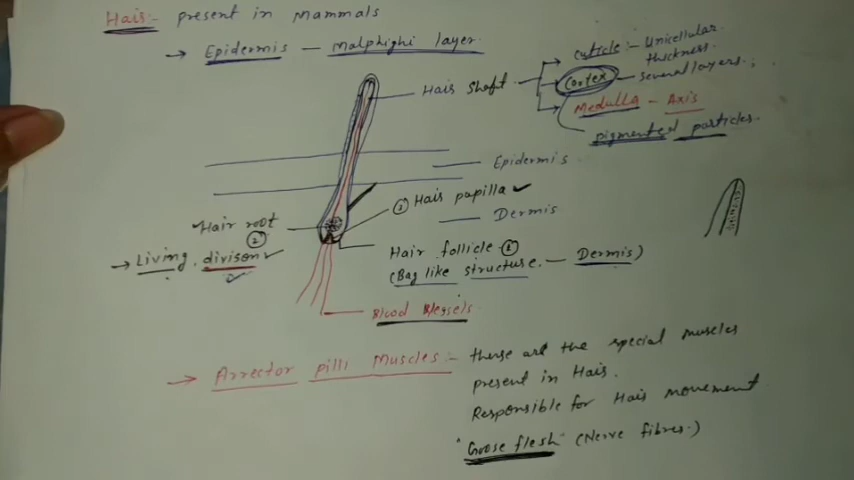 Hair:- present in Mammals
→ Epidermis - Malphighi layer
Hair shaft
cuticle:- Unicellular thickness.
Cortex - several layers.
Medulla - Axis
pigmented particles.
Epidermis
① Hair papilla ✓
Dermis
Hair root
②
→ Living divison ✓
Hair follicle
(Bag like structure. - Dermis)
Blood Vessels
→ Arrector pilli Muscles:- these are the special muscles
present in Hair.
Responsible for Hair movement
"Goose flesh" (Nerve fibres.)